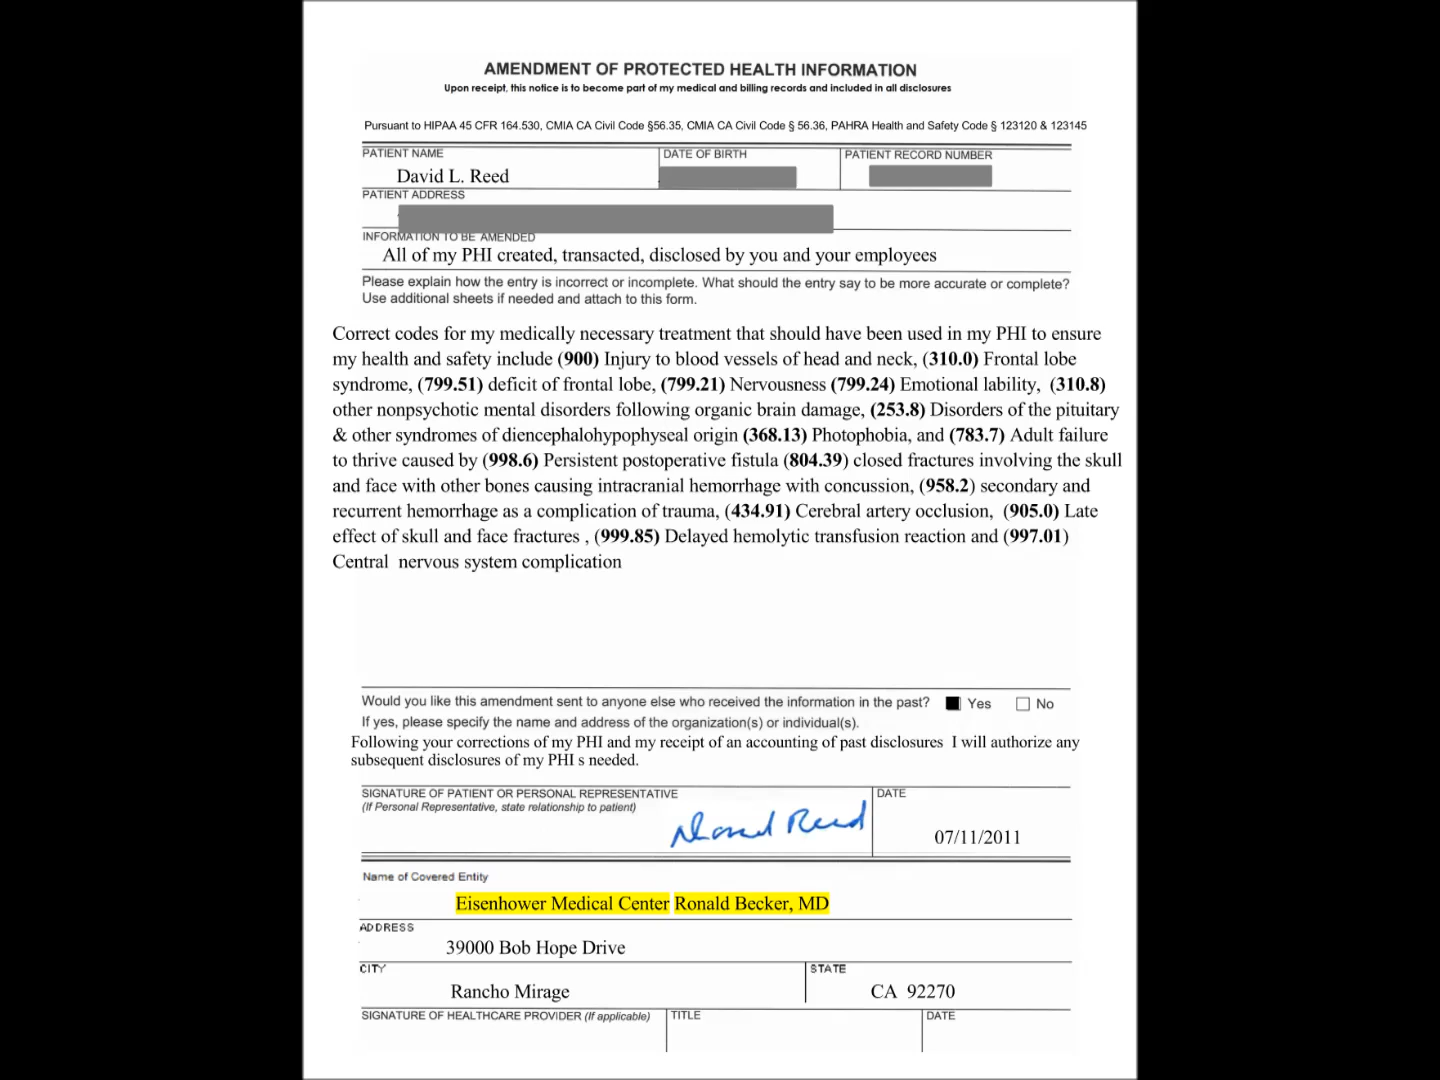 AMENDMENT OF PROTECTED HEALTH INFORMATION
Upon receipt, this notice is to become part of my medical and billing records and included in all disclosures
Pursuant to HIPAA 45 CFR 164.530, CMIA CA Civil Code §56.35, CMIA CA Civil Code § 56.36, PAHRA Health and Safety Code § 123120 & 123145
PATIENT NAME
DATE OF BIRTH
PATIENT RECORD NUMBER
David L. Reed
PATIENT ADDRESS
INFORMATION TO BE AMENDED
All of my PHI created, transacted, disclosed by you and your employees
Please explain how the entry is incorrect or incomplete. What should the entry say to be more accurate or complete?
Use additional sheets if needed and attach to this form.
Correct codes for my medically necessary treatment that should have been used in my PHI to ensure
my health and safety include (900) Injury to blood vessels of head and neck, (310.0) Frontal lobe
syndrome, (799.51) deficit of frontal lobe, (799.21) Nervousness (799.24) Emotional lability, (310.8)
other nonpsychotic mental disorders following organic brain damage, (253.8) Disorders of the pituitary
& other syndromes of diencephalohypophyseal origin (368.13) Photophobia, and (783.7) Adult failure
to thrive caused by (998.6) Persistent postoperative fistula (804.39) closed fractures involving the skull
and face with other bones causing intracranial hemorrhage with concussion, (958.2) secondary and
recurrent hemorrhage as a complication of trauma, (434.91) Cerebral artery occlusion, (905.0) Late
effect of skull and face fractures , (999.85) Delayed hemolytic transfusion reaction and (997.01)
Central nervous system complication
Would you like this amendment sent to anyone else who received the information in the past? Yes No
If yes, please specify the name and address of the organization(s) or individual(s).
Following your corrections of my PHI and my receipt of an accounting of past disclosures I will authorize any
subsequent disclosures of my PHI s needed.
SIGNATURE OF PATIENT OR PERSONAL REPRESENTATIVE
DATE
(If Personal Representative, state relationship to patient)
David Reed
07/11/2011
Name of Covered Entity
Eisenhower Medical Center Ronald Becker, MD
ADDRESS
39000 Bob Hope Drive
CITY
STATE
Rancho Mirage
CA 92270
SIGNATURE OF HEALTHCARE PROVIDER (If applicable)
TITLE
DATE